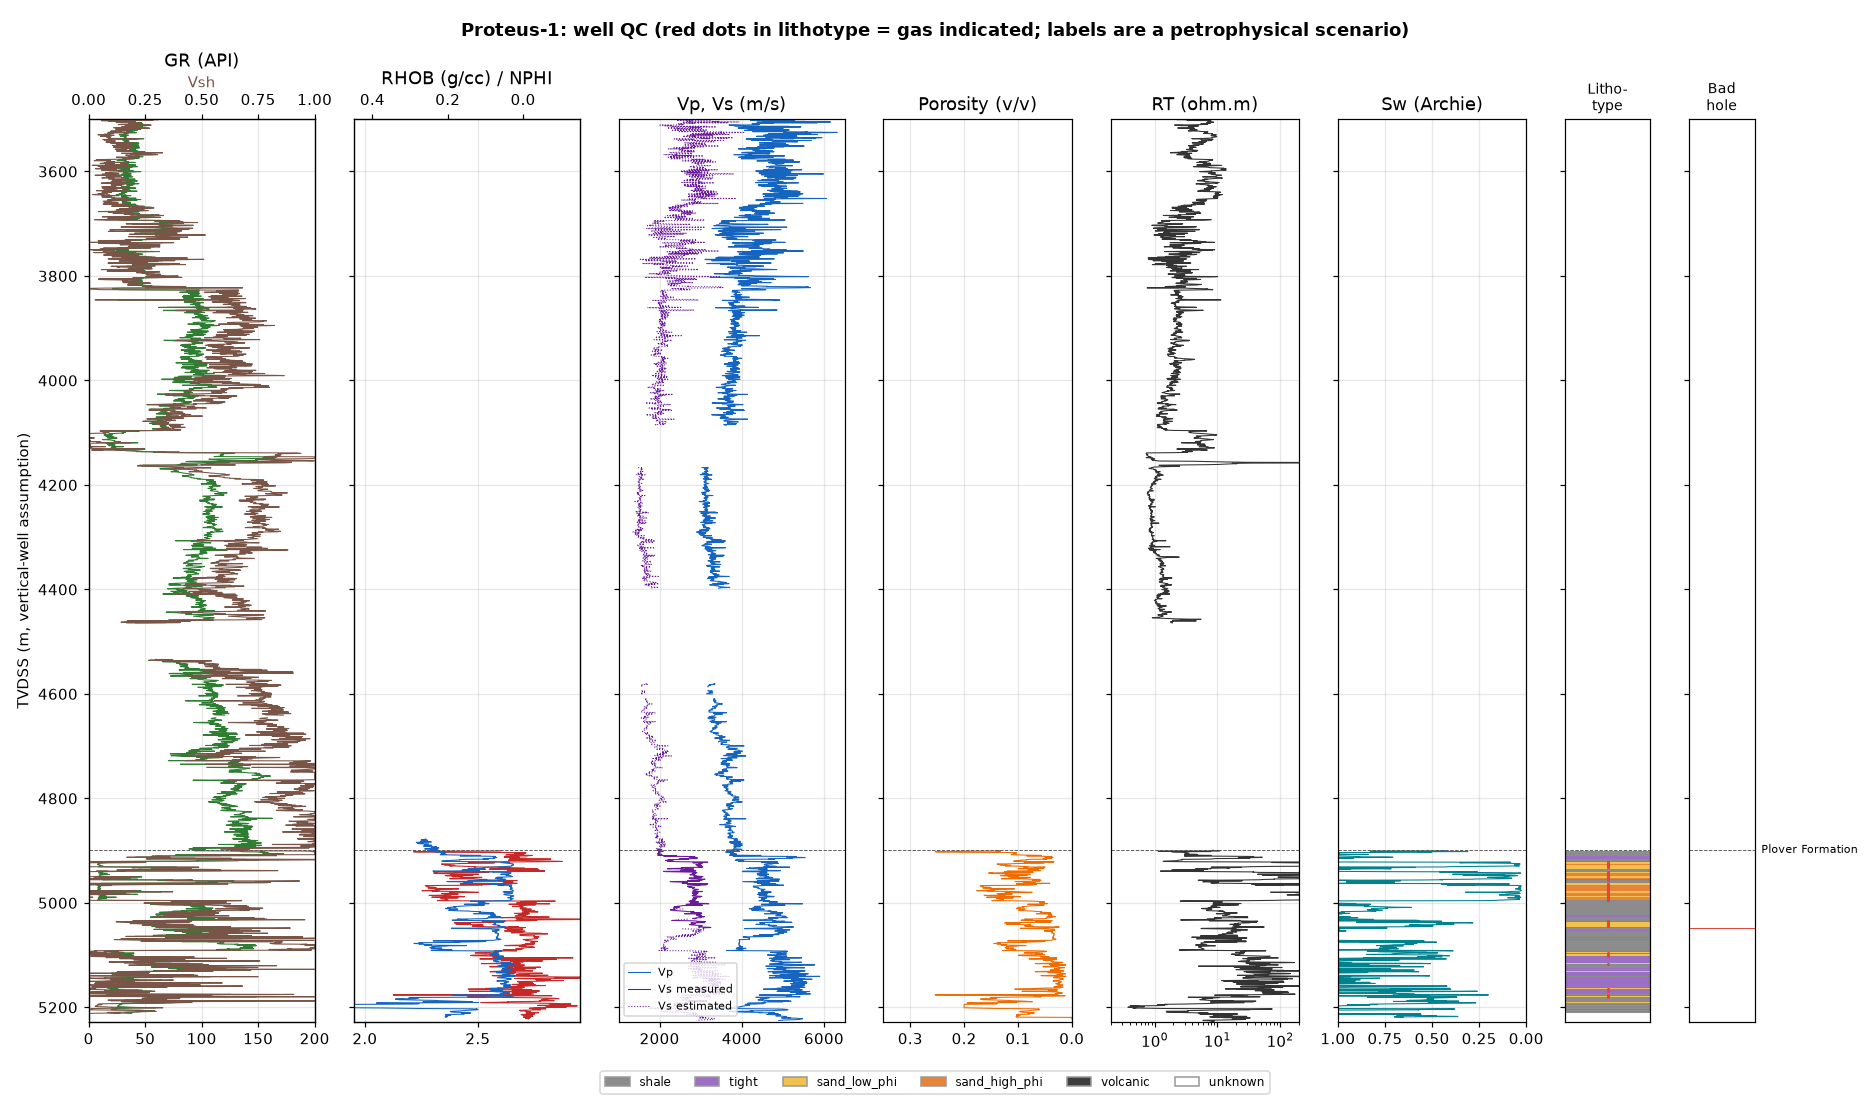 Proteus-1: well QC (red dots in lithotype = gas indicated; labels are a petrophysical scenario)
GR (API)
Vsh
0.00 0.25 0.50 0.75 1.00
RHOB (g/cc) / NPHI
0.4 0.2 0.0
Vp, Vs (m/s)
Porosity (v/v)
RT (ohm.m)
Sw (Archie)
Litho-
type
Bad
hole
TVDSS (m, vertical-well assumption)
3600
3800
4000
4200
4400
4600
4800
5000
5200
Plover Formation
Vp
Vs measured
Vs estimated
0 50 100 150 200
2.0 2.5
2000 4000 6000
0.3 0.2 0.1 0.0
10⁰ 10¹ 10²
1.00 0.75 0.50 0.25 0.00
shale tight sand_low_phi sand_high_phi volcanic unknown